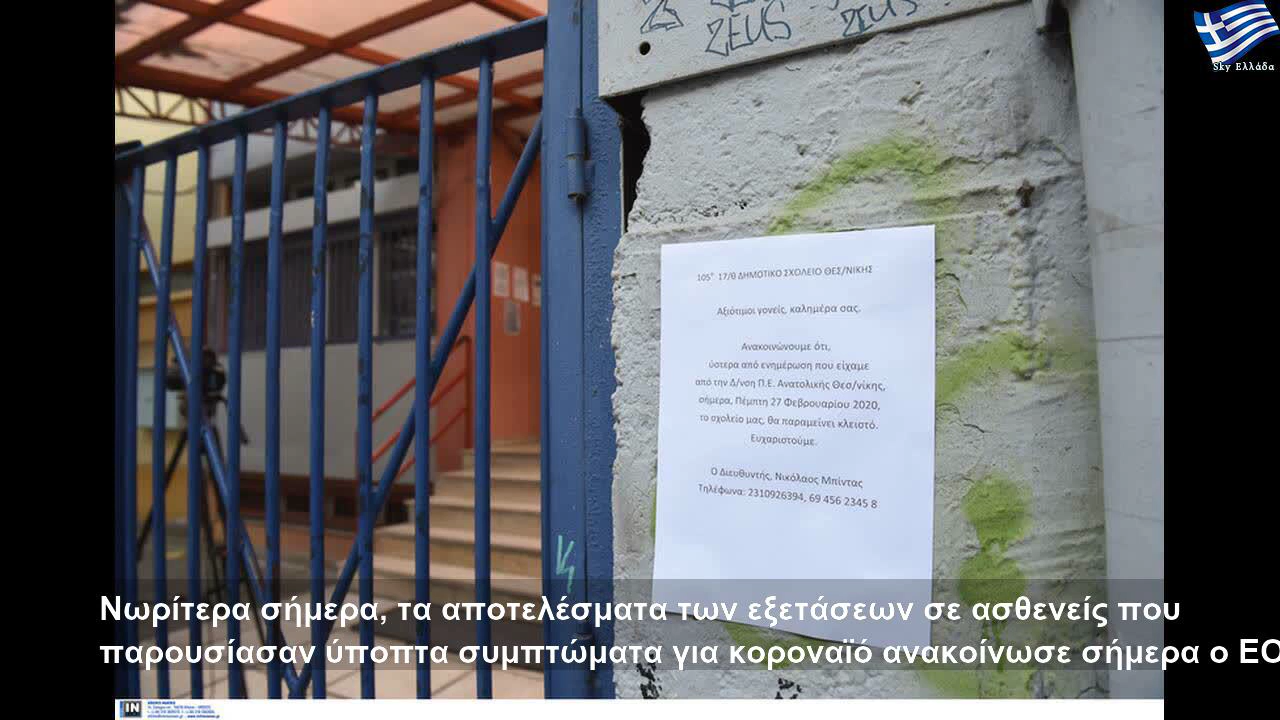 ZEUS
ZEUS
Sky Ελλάδα
105° 17/Θ ΔΗΜΟΤΙΚΟ ΣΧΟΛΕΙΟ ΘΕΣ/ΝΙΚΗΣ
Αξιότιμοι γονείς, καλημέρα σας.
Ανακοινώνουμε ότι,
ύστερα από ενημέρωση που είχαμε
από την Δ/νση Π.Ε. Ανατολικής Θεσ/νίκης,
σήμερα, Πέμπτη 27 Φεβρουαρίου 2020,
το σχολείο μας, θα παραμείνει κλειστό.
Ευχαριστούμε.
Ο Διευθυντής, Νικόλαος Μπίντας
Τηλέφωνα: 2310926394, 69 456 2345 8
Νωρίτερα σήμερα, τα αποτελέσματα των εξετάσεων σε ασθενείς που
παρουσίασαν ύποπτα συμπτώματα για κοροναϊό ανακοίνωσε σήμερα ο ΕΟ
IN